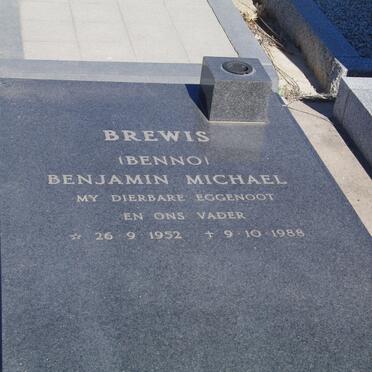 BREWIS
(BENNO)
BENJAMIN MICHAEL
MY DIERBARE EGGENOOT
EN ONS VADER
☆ 26·9·1952 ✝ 9·10·1988